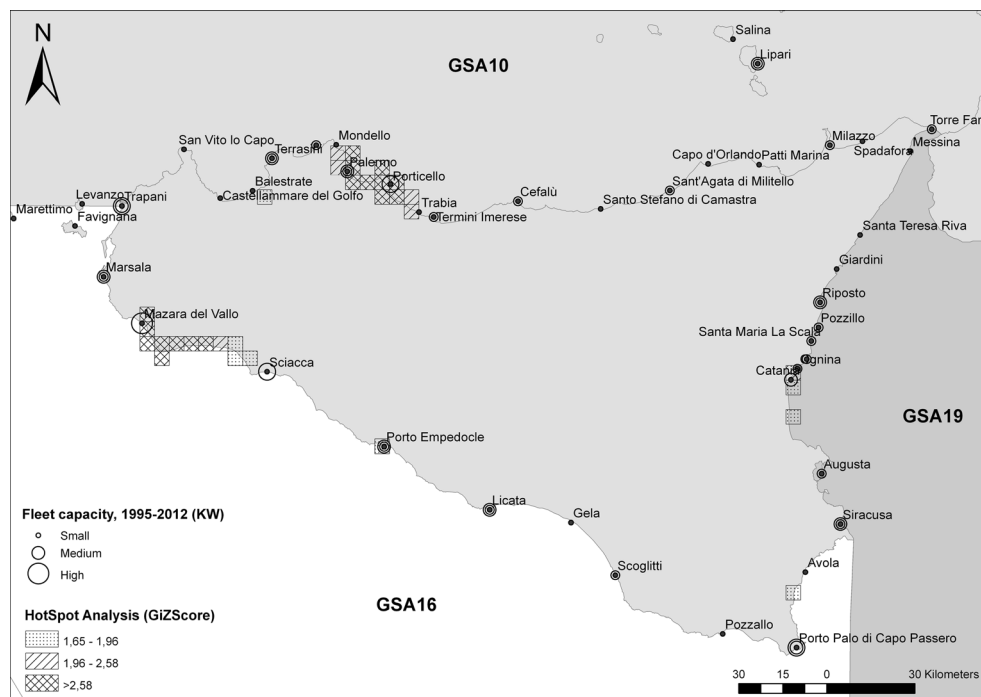 N
GSA10
Salina
Lipari
Torre Far
Milazzo
Messina
Spadafora
Capo d'Orlando
Patti Marina
Sant'Agata di Militello
Santo Stefano di Camastra
Cefalù
Mondello
San Vito lo Capo
Terrasini
Palermo
Porticello
Balestrate
Castellammare del Golfo
Trabia
Termini Imerese
Levanzo
Trapani
Marettimo
Favignana
Marsala
Mazara del Vallo
Sciacca
Santa Teresa Riva
Giardini
Riposto
Pozzillo
Santa Maria La Scala
Ognina
Catania
GSA19
Porto Empedocle
Augusta
Licata
Gela
Siracusa
Scoglitti
Avola
GSA16
Pozzallo
Porto Palo di Capo Passero
Fleet capacity, 1995-2012 (KW)
Small
Medium
High
HotSpot Analysis (GiZScore)
1,65 - 1,96
1,96 - 2,58
>2,58
30 15 0 30 Kilometers